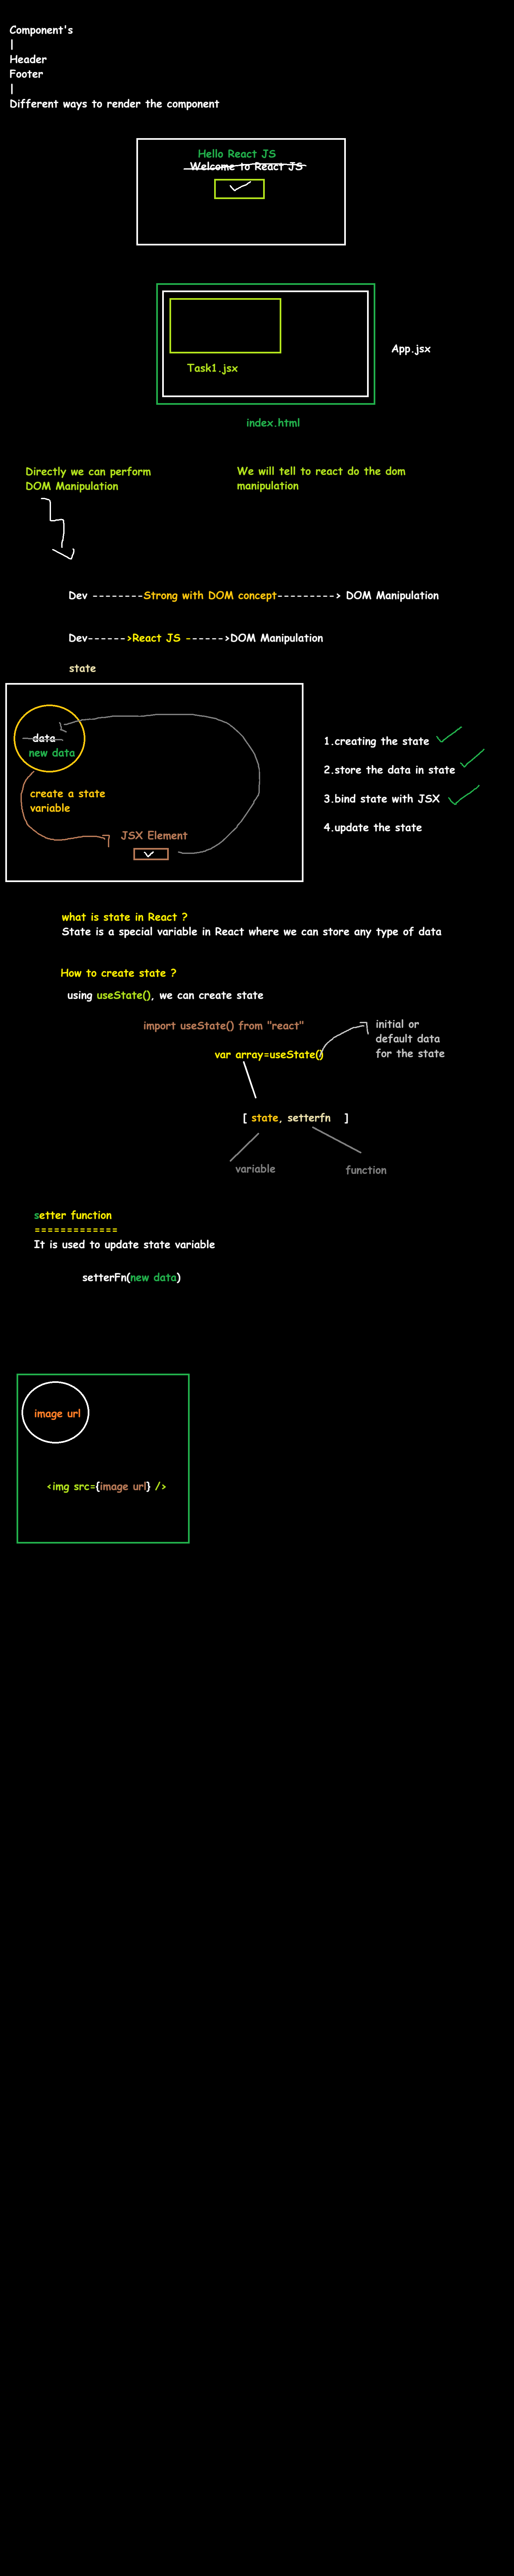 Component's
|
Header
Footer
|
Different ways to render the component
Hello React JS
Welcome to React JS
Task1.jsx
App.jsx
index.html
Directly we can perform
DOM Manipulation
We will tell to react do the dom
manipulation
Dev --------Strong with DOM concept---------> DOM Manipulation
Dev------>React JS ------>DOM Manipulation
state
data
new data
create a state
variable
JSX Element
1.creating the state
2.store the data in state
3.bind state with JSX
4.update the state
what is state in React ?
State is a special variable in React where we can store any type of data
How to create state ?
using useState(), we can create state
import useState() from "react"
var array=useState()
initial or
default data
for the state
[ state, setterfn ]
variable
function
setter function
=============
It is used to update state variable
setterFn(new data)
image url
<img src={image url} />